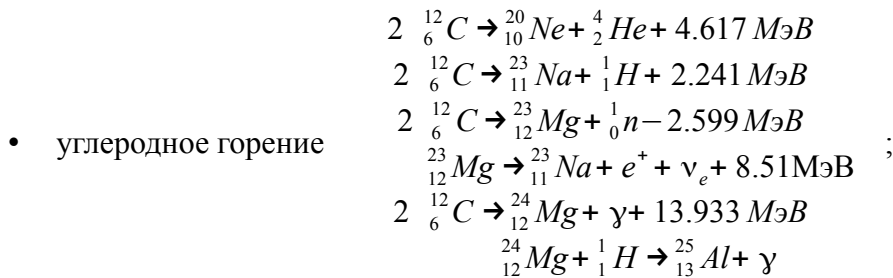 2 ¹²₆C → ²⁰₁₀Ne + ⁴₂He + 4.617 МэВ
2 ¹²₆C → ²³₁₁Na + ¹₁H + 2.241 МэВ
2 ¹²₆C → ²³₁₂Mg + ¹₀n − 2.599 МэВ
• углеродное горение ;
²³₁₂Mg → ²³₁₁Na + e⁺ + νₑ + 8.51МэВ
2 ¹²₆C → ²⁴₁₂Mg + γ + 13.933 МэВ
²⁴₁₂Mg + ¹₁H → ²⁵₁₃Al + γ